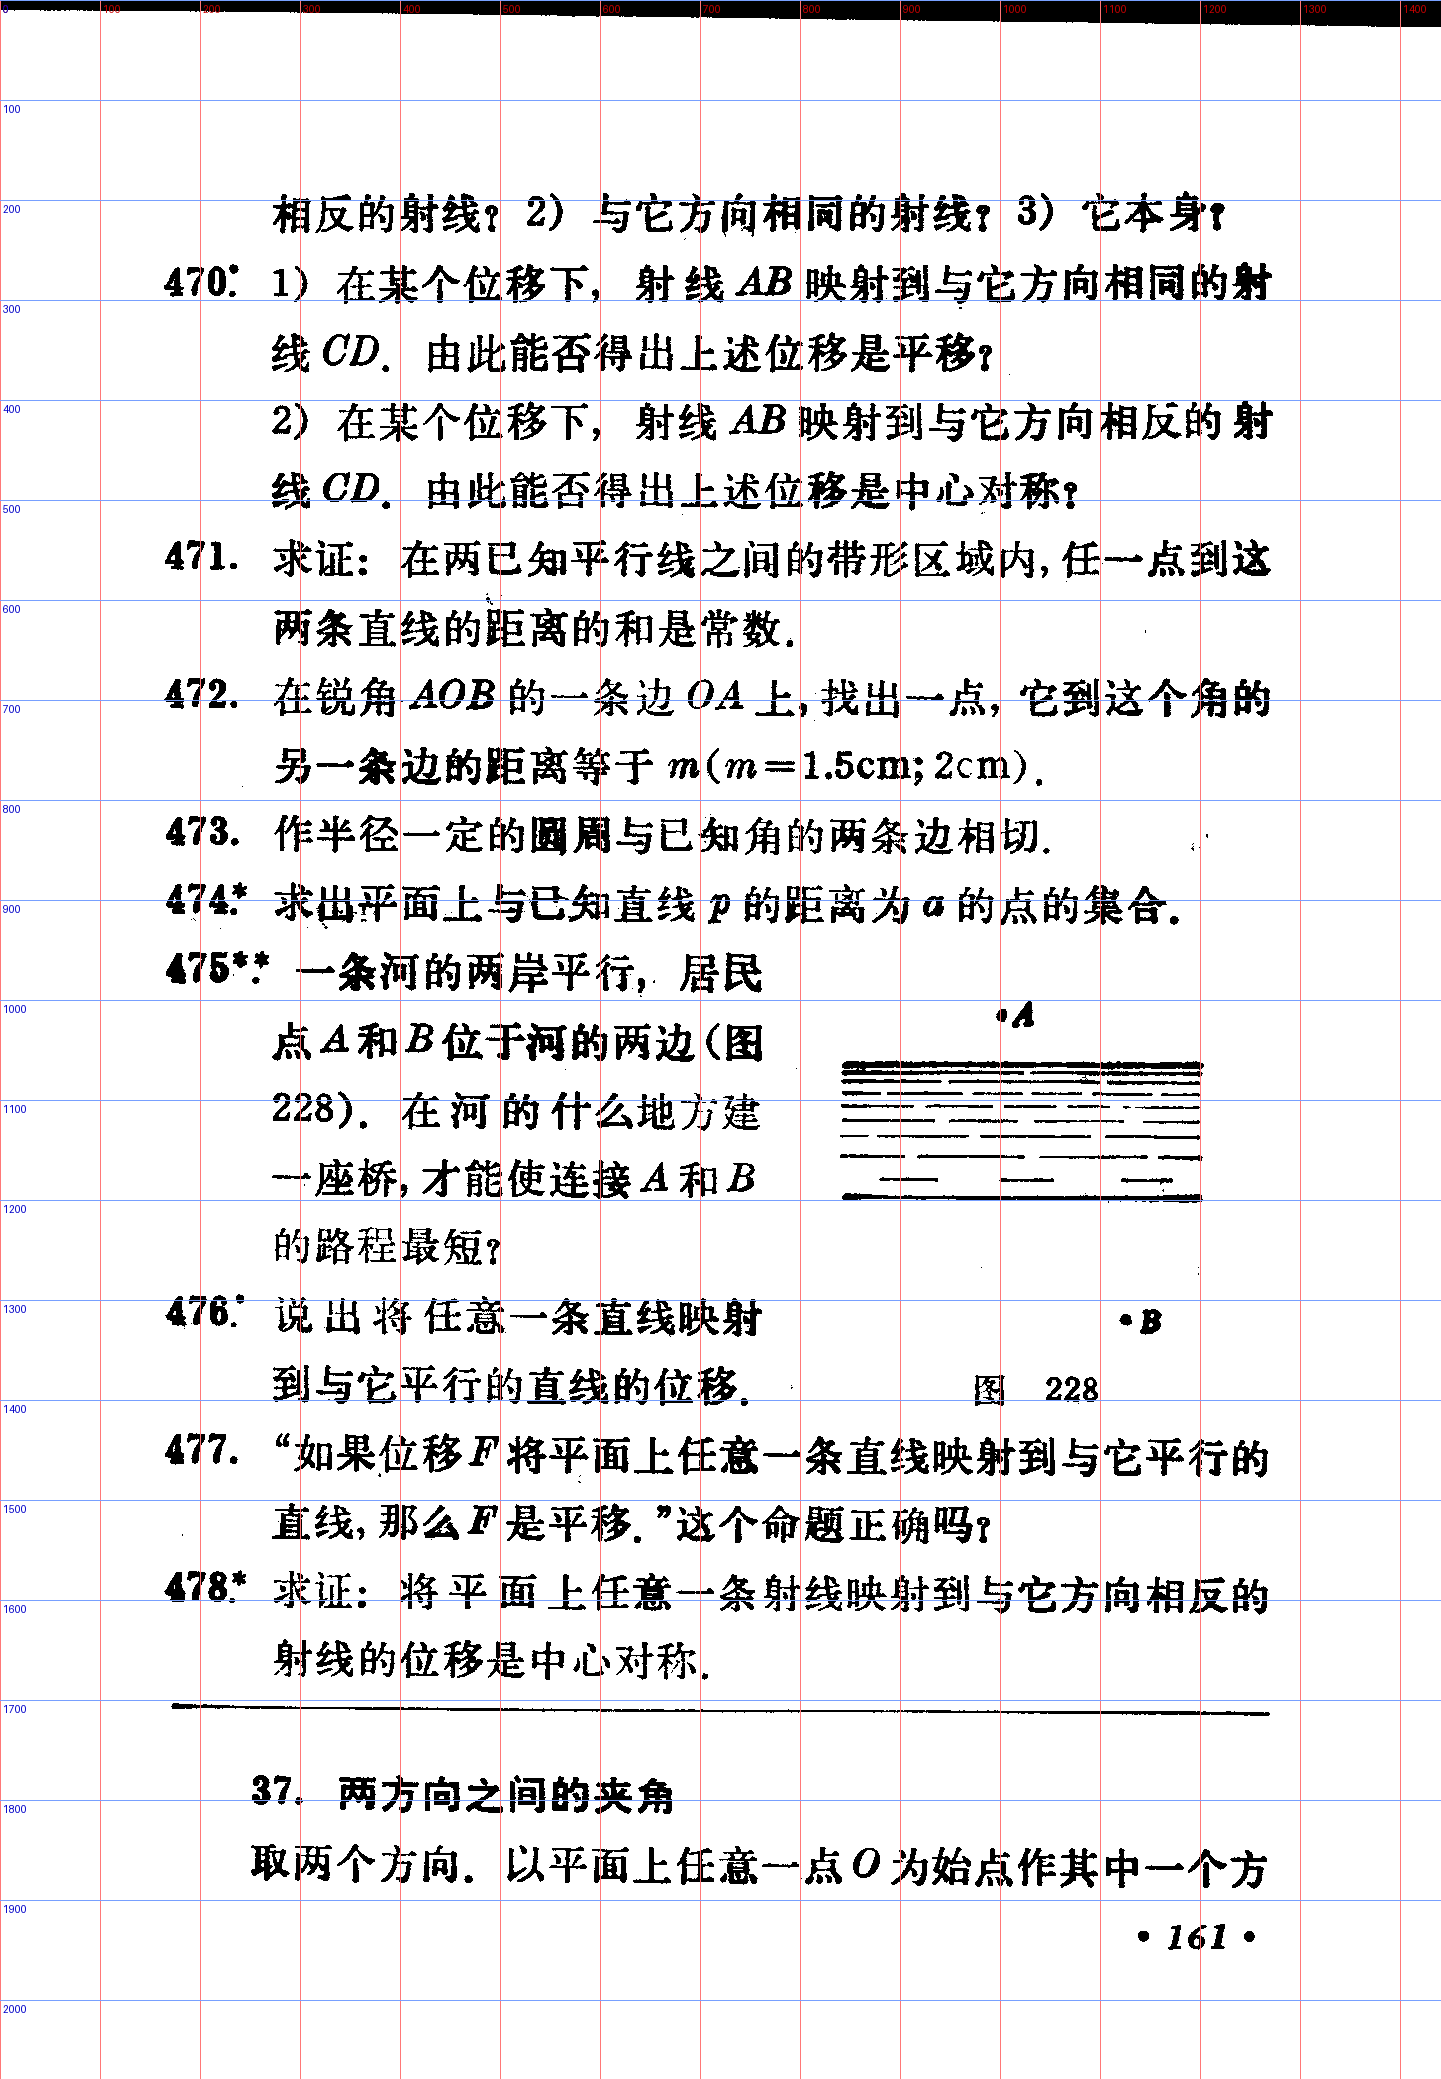 相反的射线？2） 与它方向相同的射线？3） 它本身？
470*. 1） 在某个位移下，射线 AB 映射到与它方向相同的射
线 CD．由此能否得出上述位移是平移？
2） 在某个位移下，射线 AB 映射到与它方向相反的射
线 CD．由此能否得出上述位移是中心对称？
471. 求证：在两已知平行线之间的带形区域内，任一点到这
两条直线的距离的和是常数．
472. 在锐角 AOB 的一条边 OA 上，找出一点，它到这个角的
另一条边的距离等于 m(m=1.5cm; 2cm)．
473. 作半径一定的圆周与已知角的两条边相切．
474*. 求出平面上与已知直线 p 的距离为 a 的点的集合．
475**. 一条河的两岸平行，居民
点 A 和 B 位于河的两边（图
228）．在河的什么地方建
一座桥，才能使连接 A 和 B
的路程最短？
A
B
图 228
476*. 说出将任意一条直线映射
到与它平行的直线的位移．
477. “如果位移 F 将平面上任意一条直线映射到与它平行的
直线，那么 F 是平移．”这个命题正确吗？
478*. 求证：将平面上任意一条射线映射到与它方向相反的
射线的位移是中心对称．
37. 两方向之间的夹角
取两个方向．以平面上任意一点 O 为始点作其中一个方
• 161 •